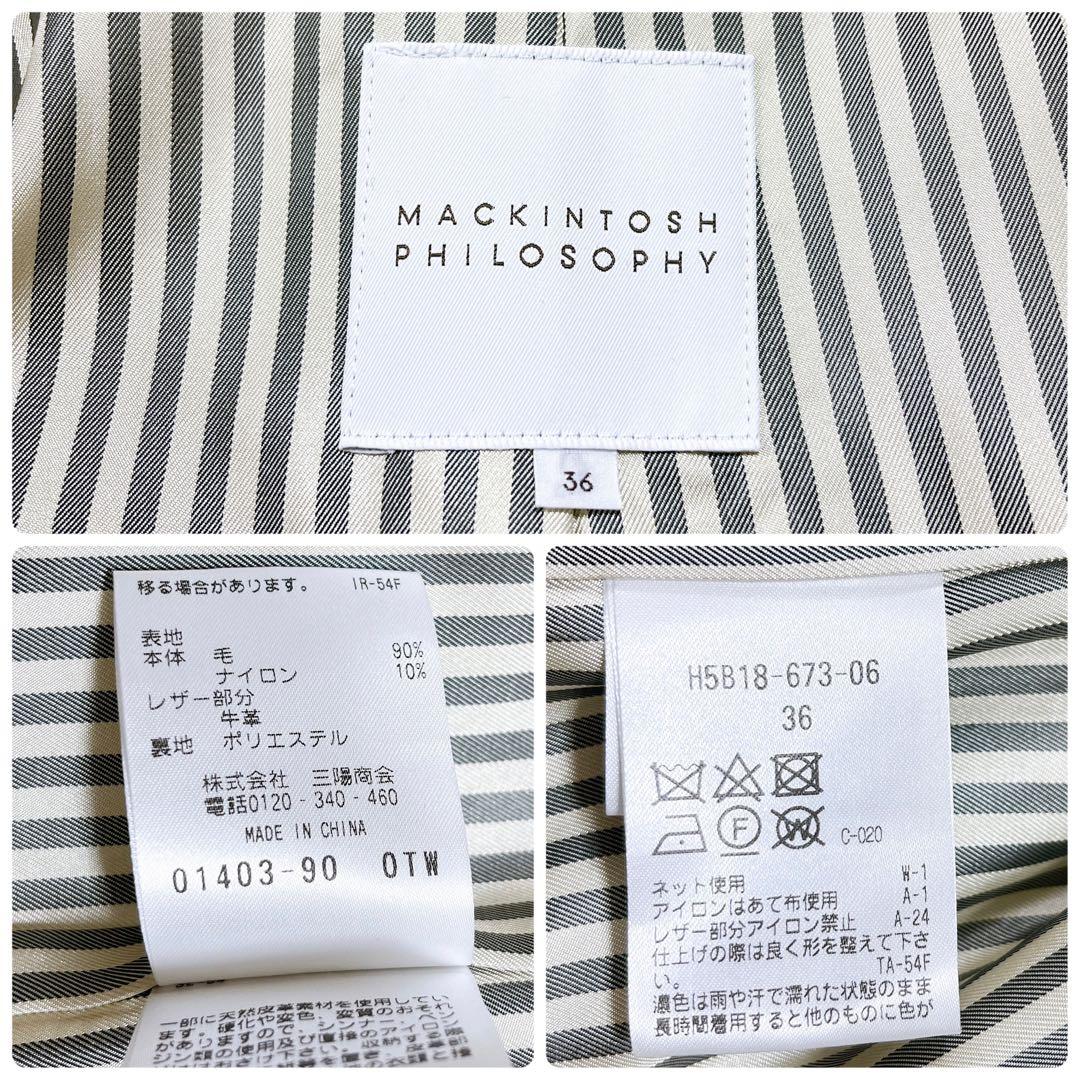 MACKINTOSH
PHILOSOPHY
36
移る場合があります。 IR-54F
表地
本体 毛 90%
ナイロン 10%
レザー部分
牛革
裏地 ポリエステル
株式会社 三陽商会
電話0120-340-460
MADE IN CHINA
01403-90 0TW
H5B18-673-06
36
F
W
C-020
ネット使用 W-1
アイロンはあて布使用 A-1
レザー部分アイロン禁止 A-24
仕上げの際は良く形を整えて下さ
い。 TA-54F
濃色は雨や汗で濡れた状態のまま
長時間着用すると他のものに色が